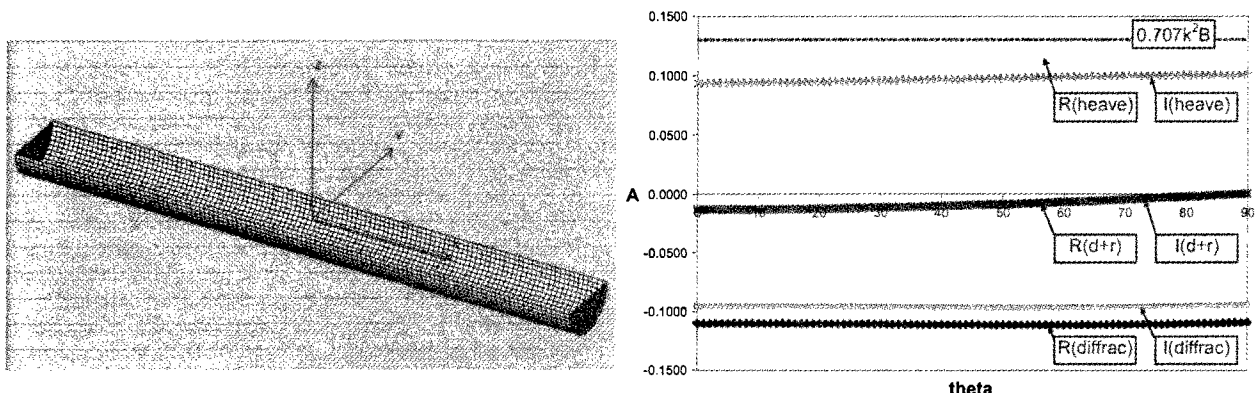 0.1500
0.707k²B
0.1000
R(heave) I(heave)
0.0500
A 0.0000
10 20 30 40 50 60 70 80 90
R(d+r) I(d+r)
-0.0500
-0.1000
R(diffrac) I(diffrac)
-0.1500
theta